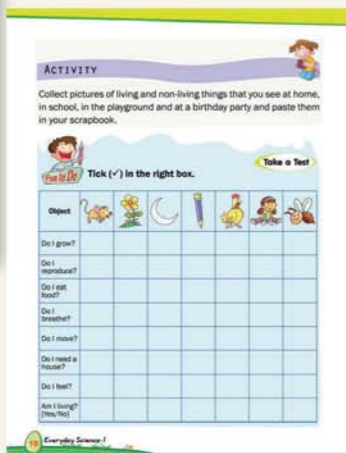 ACTIVITY
Collect pictures of living and non-living things that you see at home,
in school, in the playground and at a birthday party and paste them
in your scrapbook.
Take a Test
Fun to Do
Tick (✓) in the right box.
Object
Do I grow?
Do I
reproduce?
Do I eat
food?
Do I
breathe?
Do I move?
Do I need a
house?
Do I feel?
Am I living?
(Yes/No)
18 Everyday Science-1